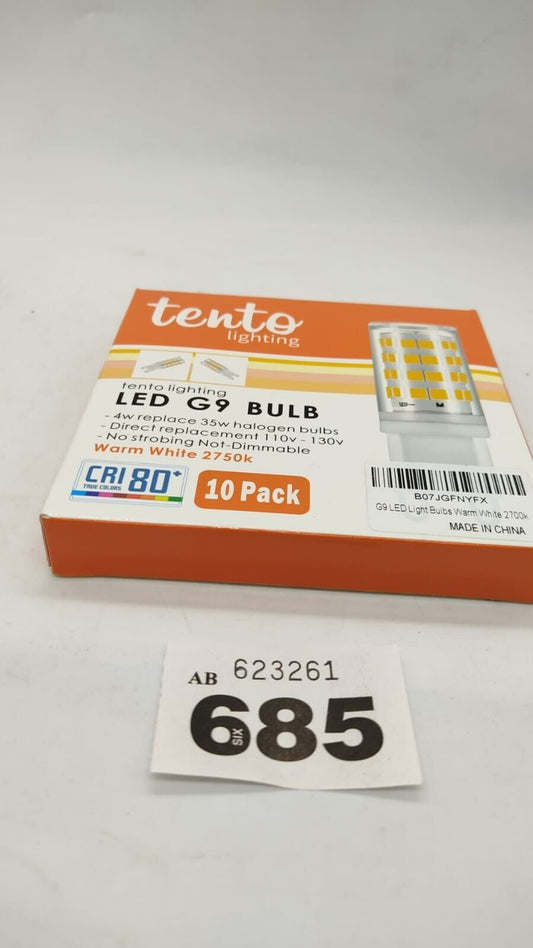 tento
lighting
tento lighting
LED G9 BULB
- 4w replace 35w halogen bulbs
- Direct replacement 110v - 130v
- No strobing Not-Dimmable
Warm White 2750k
CRI 80+
TRUE COLORS
10 Pack
B07JGFNYFX
G9 LED Light Bulbs Warm White 2700k
MADE IN CHINA
AB 623261
685
SIX